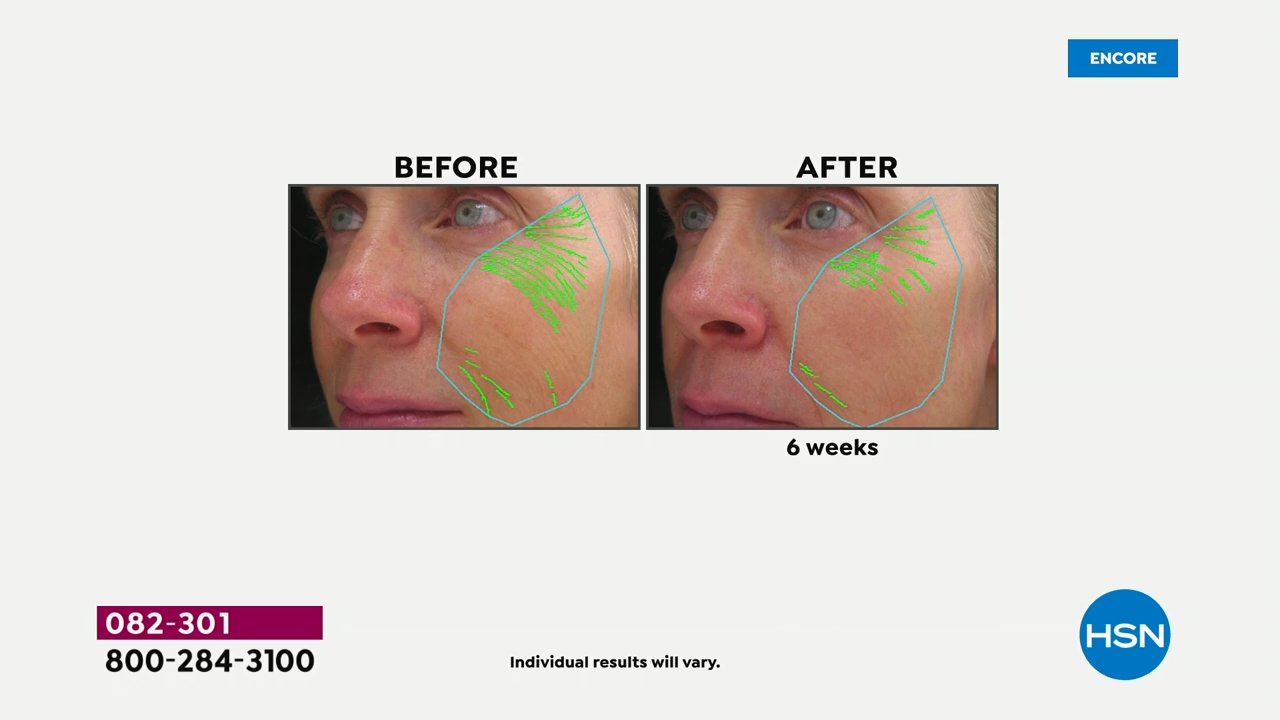 ENCORE
BEFORE
AFTER
6 weeks
082-301
800-284-3100
Individual results will vary.
HSN